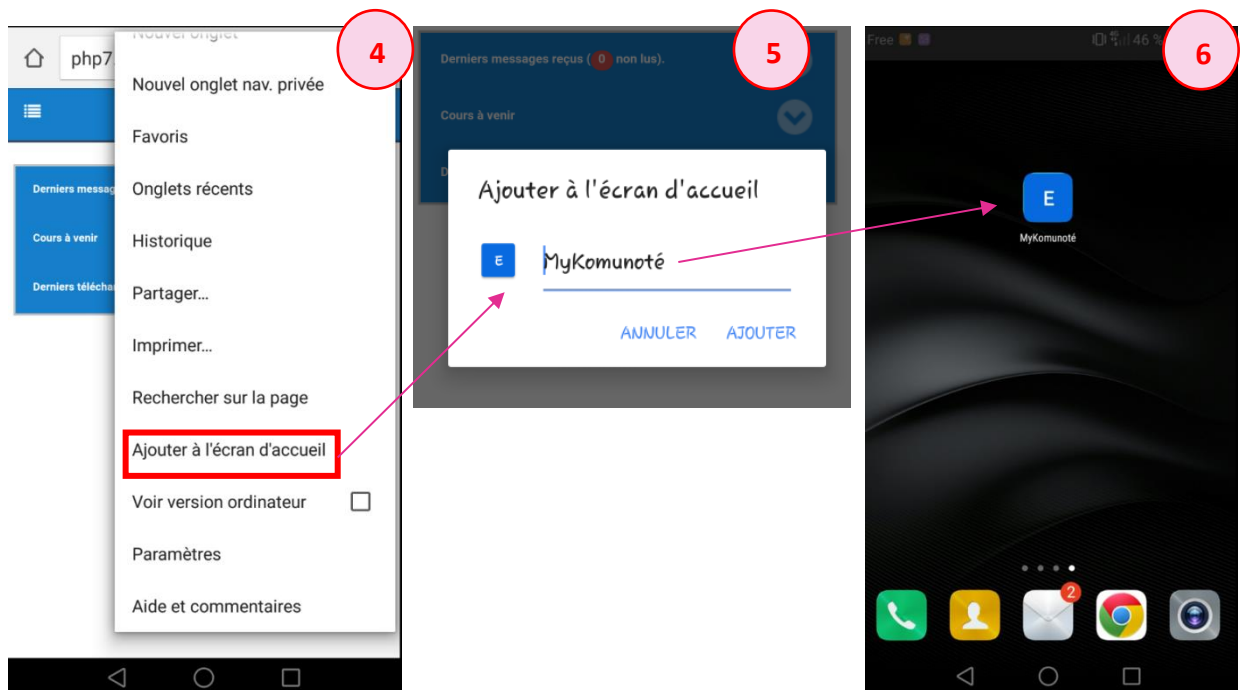 4
php7
Nouvel onglet
Nouvel onglet nav. privée
Favoris
Onglets récents
Historique
Partager...
Imprimer...
Rechercher sur la page
Ajouter à l'écran d'accueil
Voir version ordinateur
Paramètres
Aide et commentaires
Derniers messag
Cours à venir
Derniers télécha
5
Derniers messages reçus ( 0 non lus).
Cours à venir
D
Ajouter à l'écran d'accueil
E
MyKomunoté
ANNULER AJOUTER
6
Free
46 %
E
MyKomunoté
2